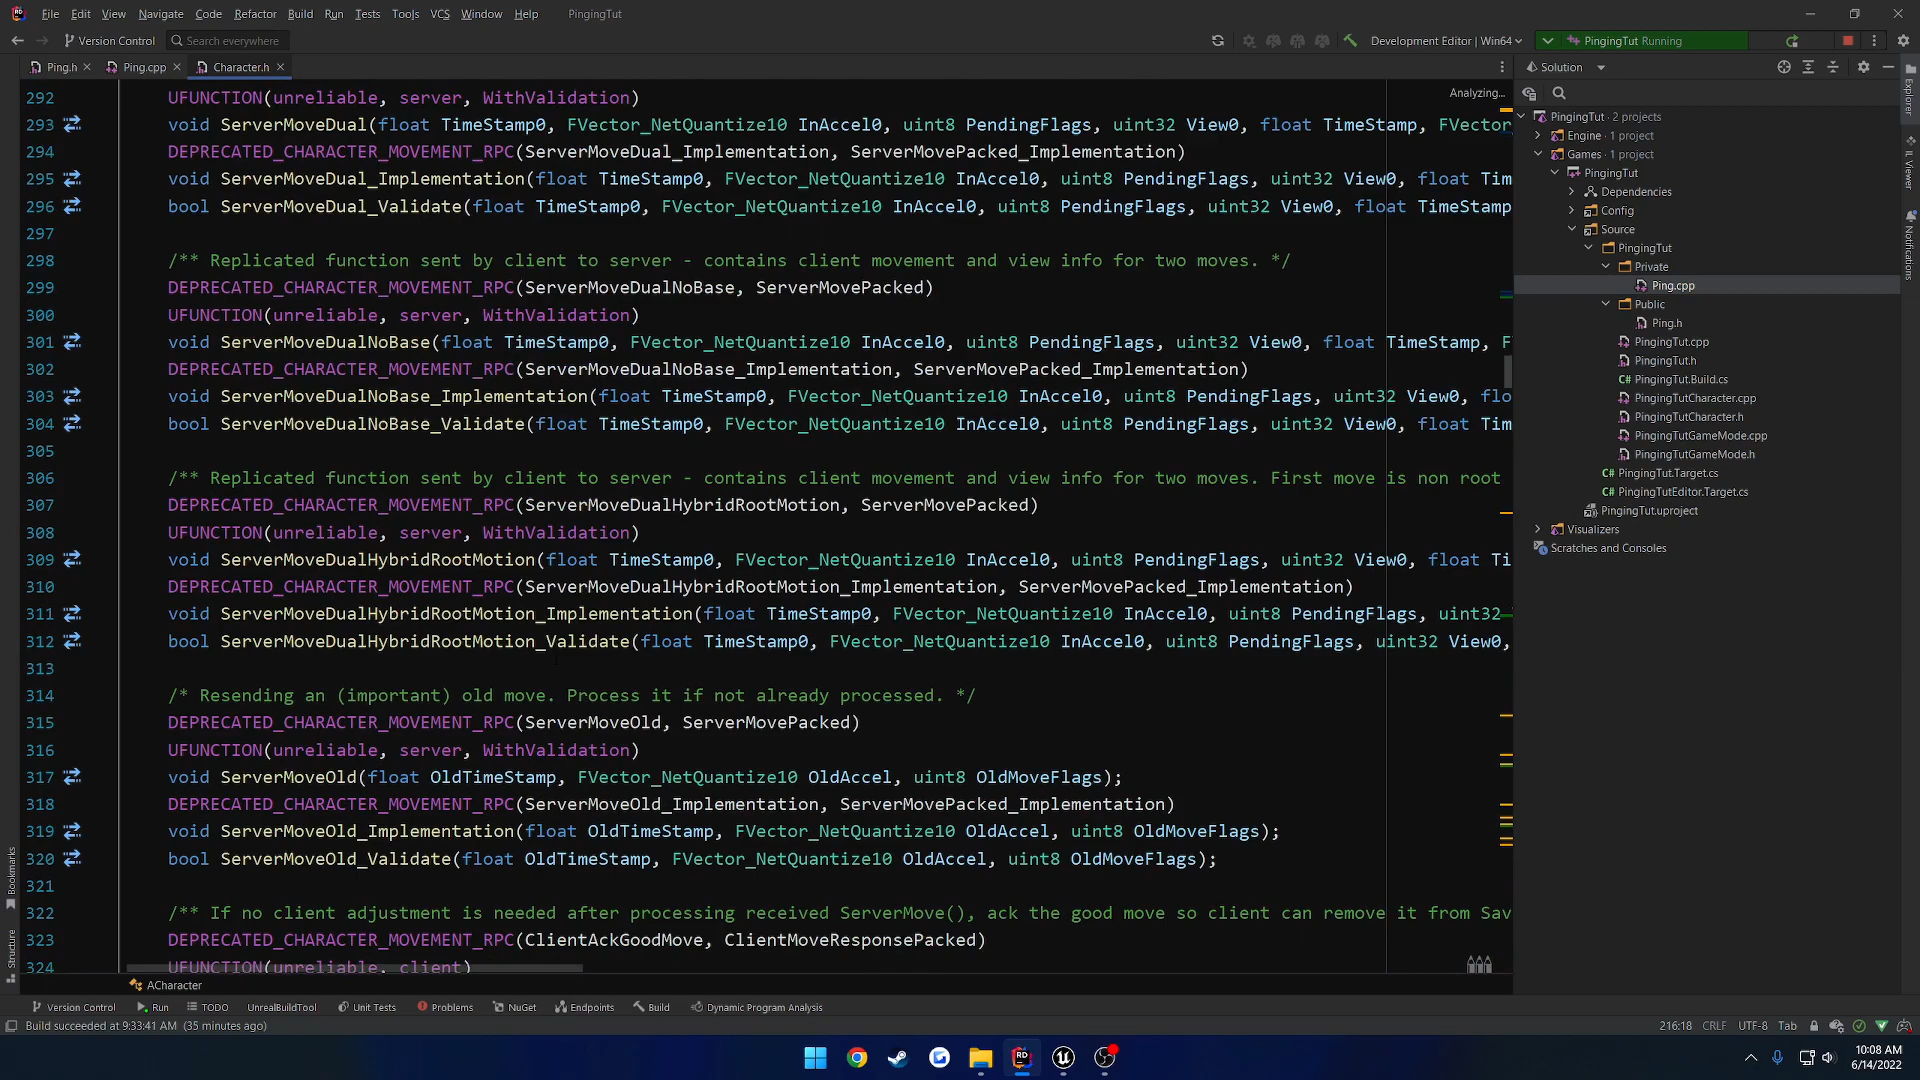 File Edit View Navigate Code Refactor Build Run Tests Tools VCS Window Help PingingTut
Version Control Search everywhere Development Editor | Win64 PingingTut Running
Ping.h Ping.cpp Character.h Solution
Analyzing...
292 UFUNCTION(unreliable, server, WithValidation)
293 void ServerMoveDual(float TimeStamp0, FVector_NetQuantize10 InAccel0, uint8 PendingFlags, uint32 View0, float TimeStamp, FVector
294 DEPRECATED_CHARACTER_MOVEMENT_RPC(ServerMoveDual_Implementation, ServerMovePacked_Implementation)
295 void ServerMoveDual_Implementation(float TimeStamp0, FVector_NetQuantize10 InAccel0, uint8 PendingFlags, uint32 View0, float Tim
296 bool ServerMoveDual_Validate(float TimeStamp0, FVector_NetQuantize10 InAccel0, uint8 PendingFlags, uint32 View0, float TimeStamp
297
298 /** Replicated function sent by client to server - contains client movement and view info for two moves. */
299 DEPRECATED_CHARACTER_MOVEMENT_RPC(ServerMoveDualNoBase, ServerMovePacked)
300 UFUNCTION(unreliable, server, WithValidation)
301 void ServerMoveDualNoBase(float TimeStamp0, FVector_NetQuantize10 InAccel0, uint8 PendingFlags, uint32 View0, float TimeStamp, F
302 DEPRECATED_CHARACTER_MOVEMENT_RPC(ServerMoveDualNoBase_Implementation, ServerMovePacked_Implementation)
303 void ServerMoveDualNoBase_Implementation(float TimeStamp0, FVector_NetQuantize10 InAccel0, uint8 PendingFlags, uint32 View0, flo
304 bool ServerMoveDualNoBase_Validate(float TimeStamp0, FVector_NetQuantize10 InAccel0, uint8 PendingFlags, uint32 View0, float Tim
305
306 /** Replicated function sent by client to server - contains client movement and view info for two moves. First move is non root
307 DEPRECATED_CHARACTER_MOVEMENT_RPC(ServerMoveDualHybridRootMotion, ServerMovePacked)
308 UFUNCTION(unreliable, server, WithValidation)
309 void ServerMoveDualHybridRootMotion(float TimeStamp0, FVector_NetQuantize10 InAccel0, uint8 PendingFlags, uint32 View0, float Ti
310 DEPRECATED_CHARACTER_MOVEMENT_RPC(ServerMoveDualHybridRootMotion_Implementation, ServerMovePacked_Implementation)
311 void ServerMoveDualHybridRootMotion_Implementation(float TimeStamp0, FVector_NetQuantize10 InAccel0, uint8 PendingFlags, uint32
312 bool ServerMoveDualHybridRootMotion_Validate(float TimeStamp0, FVector_NetQuantize10 InAccel0, uint8 PendingFlags, uint32 View0,
313
314 /* Resending an (important) old move. Process it if not already processed. */
315 DEPRECATED_CHARACTER_MOVEMENT_RPC(ServerMoveOld, ServerMovePacked)
316 UFUNCTION(unreliable, server, WithValidation)
317 void ServerMoveOld(float OldTimeStamp, FVector_NetQuantize10 OldAccel, uint8 OldMoveFlags);
318 DEPRECATED_CHARACTER_MOVEMENT_RPC(ServerMoveOld_Implementation, ServerMovePacked_Implementation)
319 void ServerMoveOld_Implementation(float OldTimeStamp, FVector_NetQuantize10 OldAccel, uint8 OldMoveFlags);
320 bool ServerMoveOld_Validate(float OldTimeStamp, FVector_NetQuantize10 OldAccel, uint8 OldMoveFlags);
321
322 /** If no client adjustment is needed after processing received ServerMove(), ack the good move so client can remove it from Sav
323 DEPRECATED_CHARACTER_MOVEMENT_RPC(ClientAckGoodMove, ClientMoveResponsePacked)
324 UFUNCTION(unreliable, client)
ACharacter
PingingTut · 2 projects
Engine · 1 project
Games · 1 project
PingingTut
Dependencies
Config
Source
PingingTut
Private
Ping.cpp
Public
Ping.h
PingingTut.cpp
PingingTut.h
C# PingingTut.Build.cs
PingingTutCharacter.cpp
PingingTutCharacter.h
PingingTutGameMode.cpp
PingingTutGameMode.h
C# PingingTut.Target.cs
C# PingingTutEditor.Target.cs
PingingTut.uproject
Visualizers
Scratches and Consoles
Explorer
IL Viewer
Notifications
Bookmarks
Structure
Version Control Run TODO UnrealBuildTool Unit Tests Problems NuGet Endpoints Build Dynamic Program Analysis
Build succeeded at 9:33:41 AM (35 minutes ago) 216:18 CRLF UTF-8 Tab
10:08 AM
6/14/2022